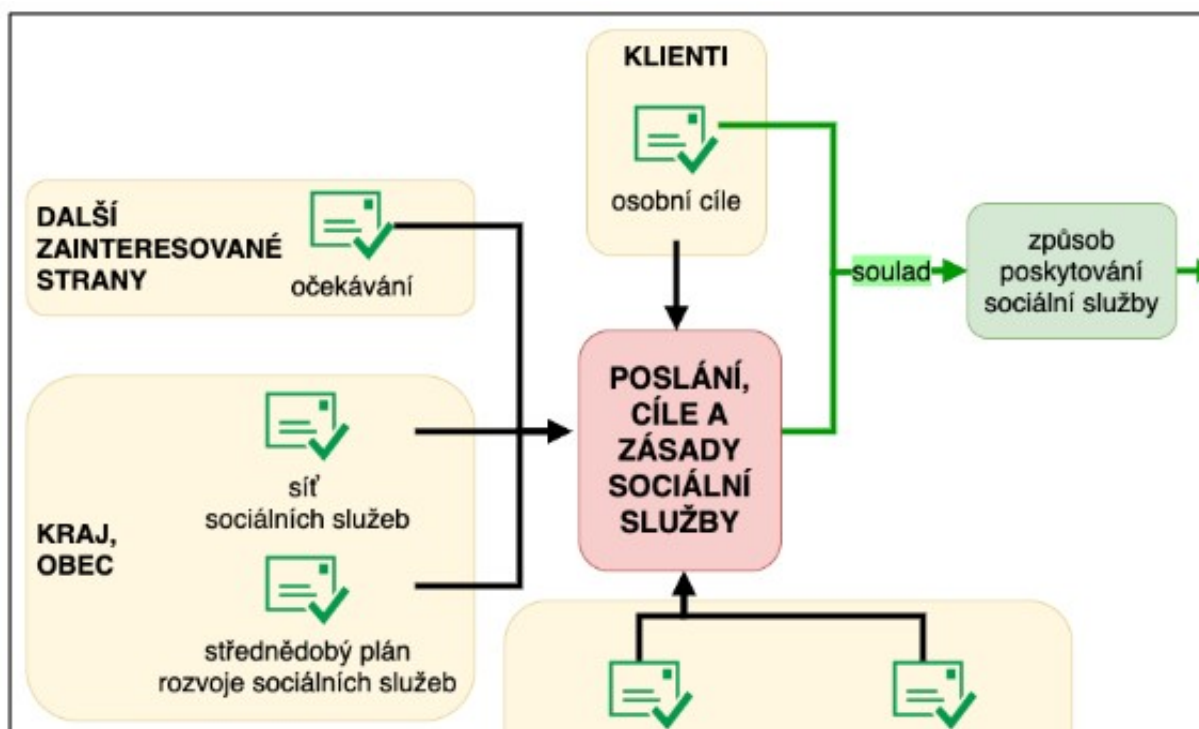 KLIENTI
osobní cíle
DALŠÍ
ZAINTERESOVANÉ
STRANY
očekávání
soulad
způsob
poskytování
sociální služby
POSLÁNÍ,
CÍLE A
ZÁSADY
SOCIÁLNÍ
SLUŽBY
KRAJ,
OBEC
síť
sociálních služeb
střednědobý plán
rozvoje sociálních služeb